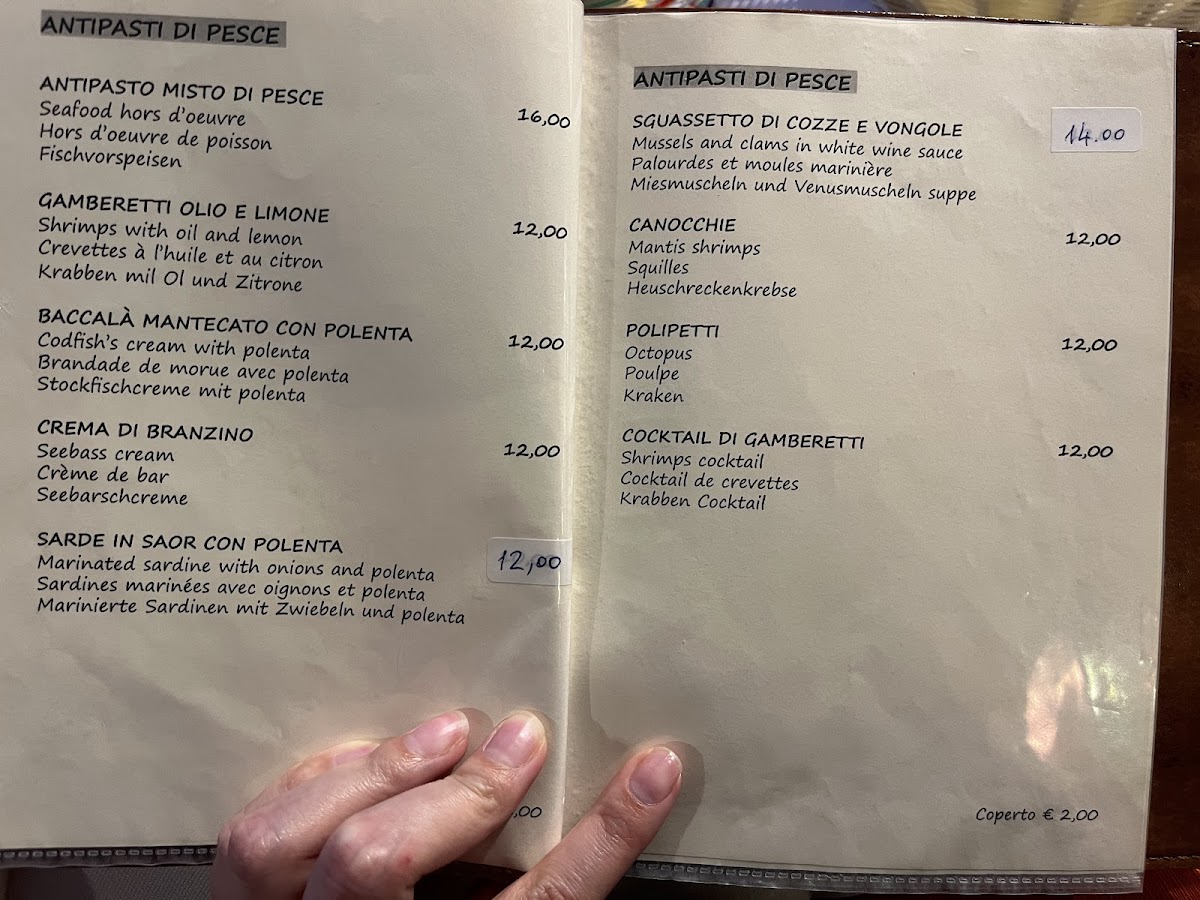 ANTIPASTI DI PESCE
ANTIPASTO MISTO DI PESCE
Seafood hors d'oeuvre
16,00
Hors d'oeuvre de poisson
Fischvorspeisen
GAMBERETTI OLIO E LIMONE
Shrimps with oil and lemon
12,00
Crevettes à l'huile et au citron
Krabben mil Ol und Zitrone
BACCALÀ MANTECATO CON POLENTA
Codfish's cream with polenta
12,00
Brandade de morue avec polenta
Stockfischcreme mit polenta
CREMA DI BRANZINO
Seebass cream
12,00
Crème de bar
Seebarschcreme
SARDE IN SAOR CON POLENTA
Marinated sardine with onions and polenta
12,00
Sardines marinées avec oignons et polenta
Marinierte Sardinen mit Zwiebeln und polenta
,00
ANTIPASTI DI PESCE
SGUASSETTO DI COZZE E VONGOLE
14.00
Mussels and clams in white wine sauce
Palourdes et moules marinière
Miesmuscheln und Venusmuscheln suppe
CANOCCHIE
12,00
Mantis shrimps
Squilles
Heuschreckenkrebse
POLIPETTI
12,00
Octopus
Poulpe
Kraken
COCKTAIL DI GAMBERETTI
12,00
Shrimps cocktail
Cocktail de crevettes
Krabben Cocktail
Coperto € 2,00